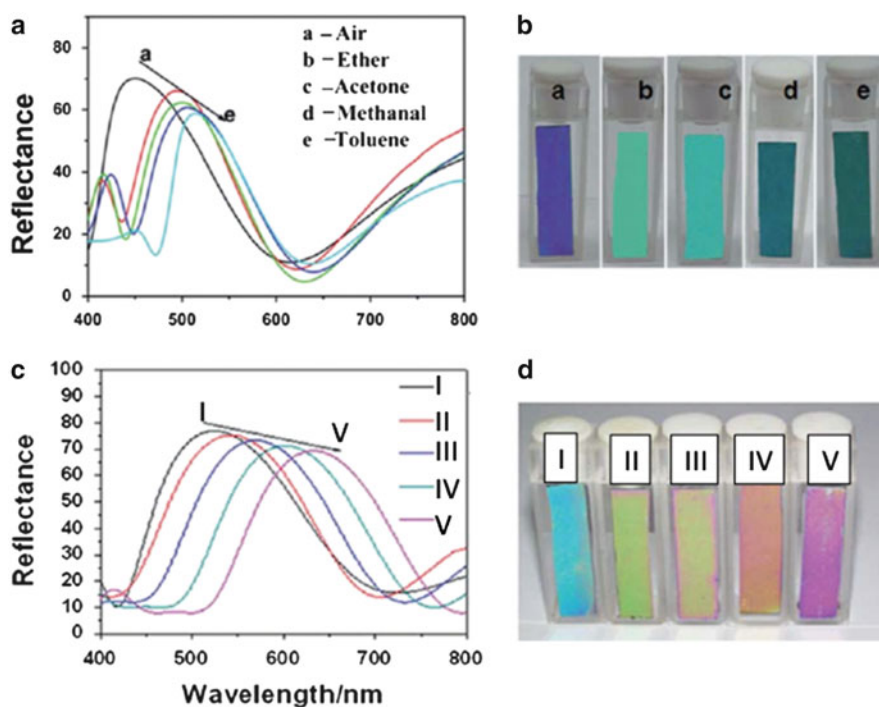 a
80
60
40
20
0
Reflectance
400
500
600
700
800
a
e
a – Air
b – Ether
c – Acetone
d – Methanal
e – Toluene
b
a
b
c
d
e
c
100
90
80
70
60
50
40
30
20
10
0
Reflectance
400
500
600
700
800
Wavelength/nm
I
V
I
II
III
IV
V
d
I
II
III
IV
V